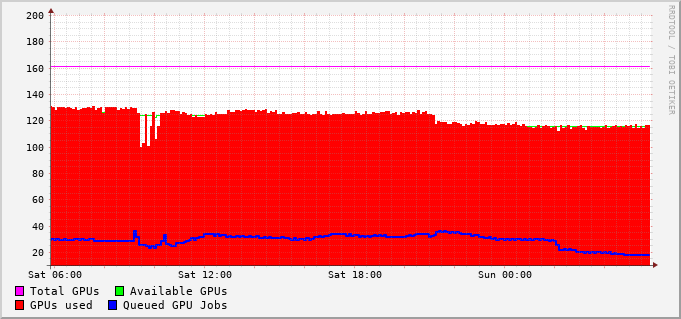 200
180
160
140
120
100
80
60
40
20
Sat 06:00 Sat 12:00 Sat 18:00 Sun 00:00
Total GPUs Available GPUs
GPUs used Queued GPU Jobs
RRDTOOL / TOBI OETIKER